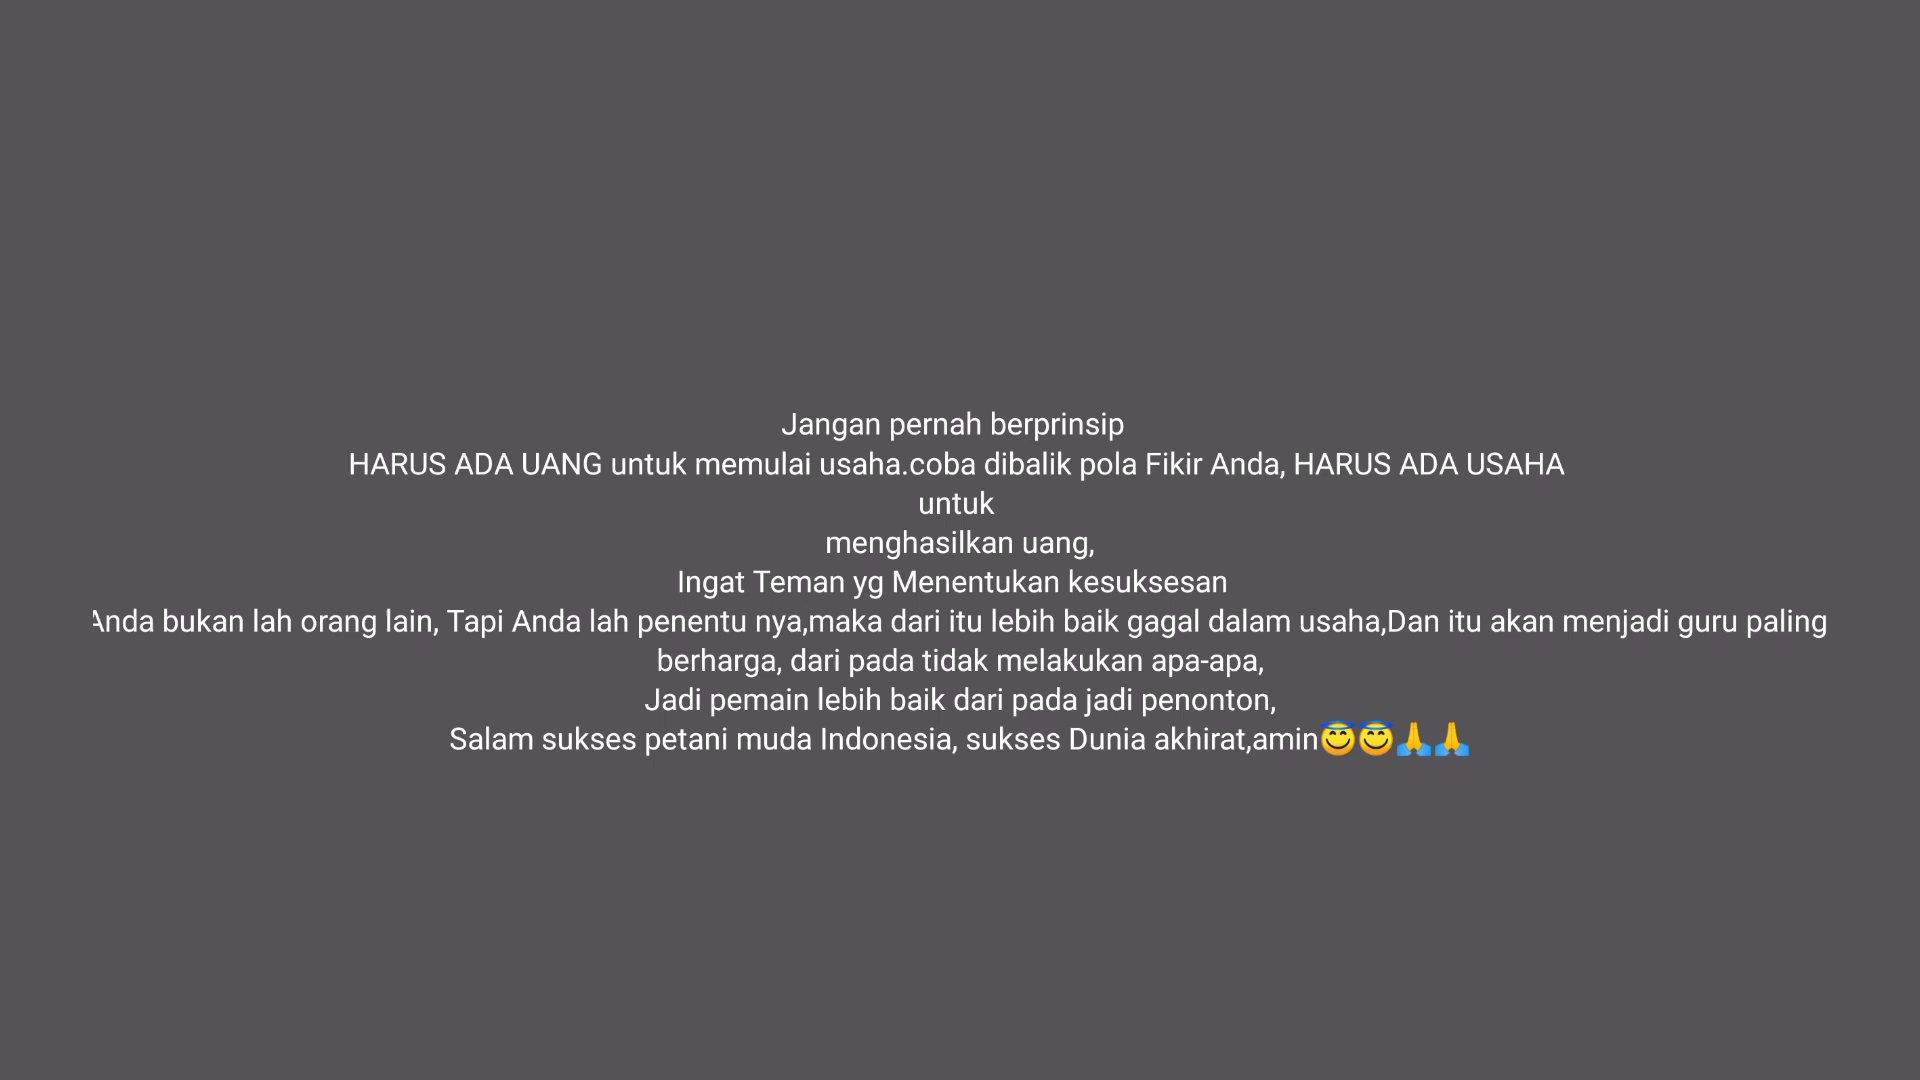 Jangan pernah berprinsip
HARUS ADA UANG untuk memulai usaha.coba dibalik pola Fikir Anda, HARUS ADA USAHA
untuk
menghasilkan uang,
Ingat Teman yg Menentukan kesuksesan
Anda bukan lah orang lain, Tapi Anda lah penentu nya,maka dari itu lebih baik gagal dalam usaha,Dan itu akan menjadi guru paling
berharga, dari pada tidak melakukan apa-apa,
Jadi pemain lebih baik dari pada jadi penonton,
Salam sukses petani muda Indonesia, sukses Dunia akhirat,amin😇😇🙏🙏